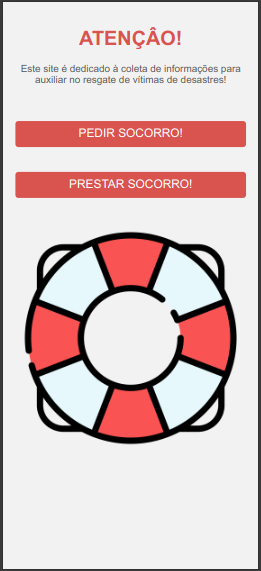 ATENÇÂO!
Este site é dedicado à coleta de informações para
auxiliar no resgate de vítimas de desastres!
PEDIR SOCORRO!
PRESTAR SOCORRO!